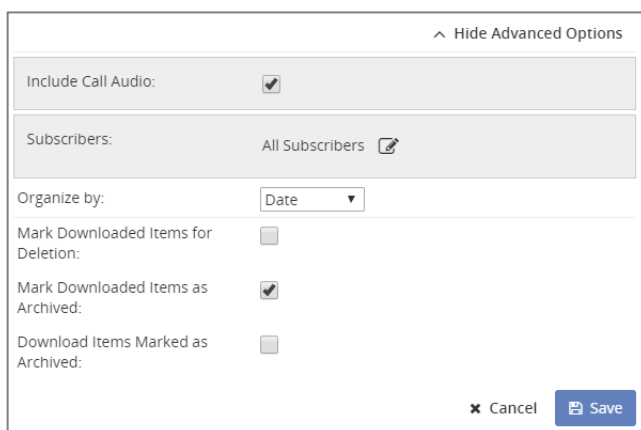 Hide Advanced Options
Include Call Audio:
Subscribers:
All Subscribers
Organize by:
Date
Mark Downloaded Items for
Deletion:
Mark Downloaded Items as
Archived:
Download Items Marked as
Archived:
Cancel
Save